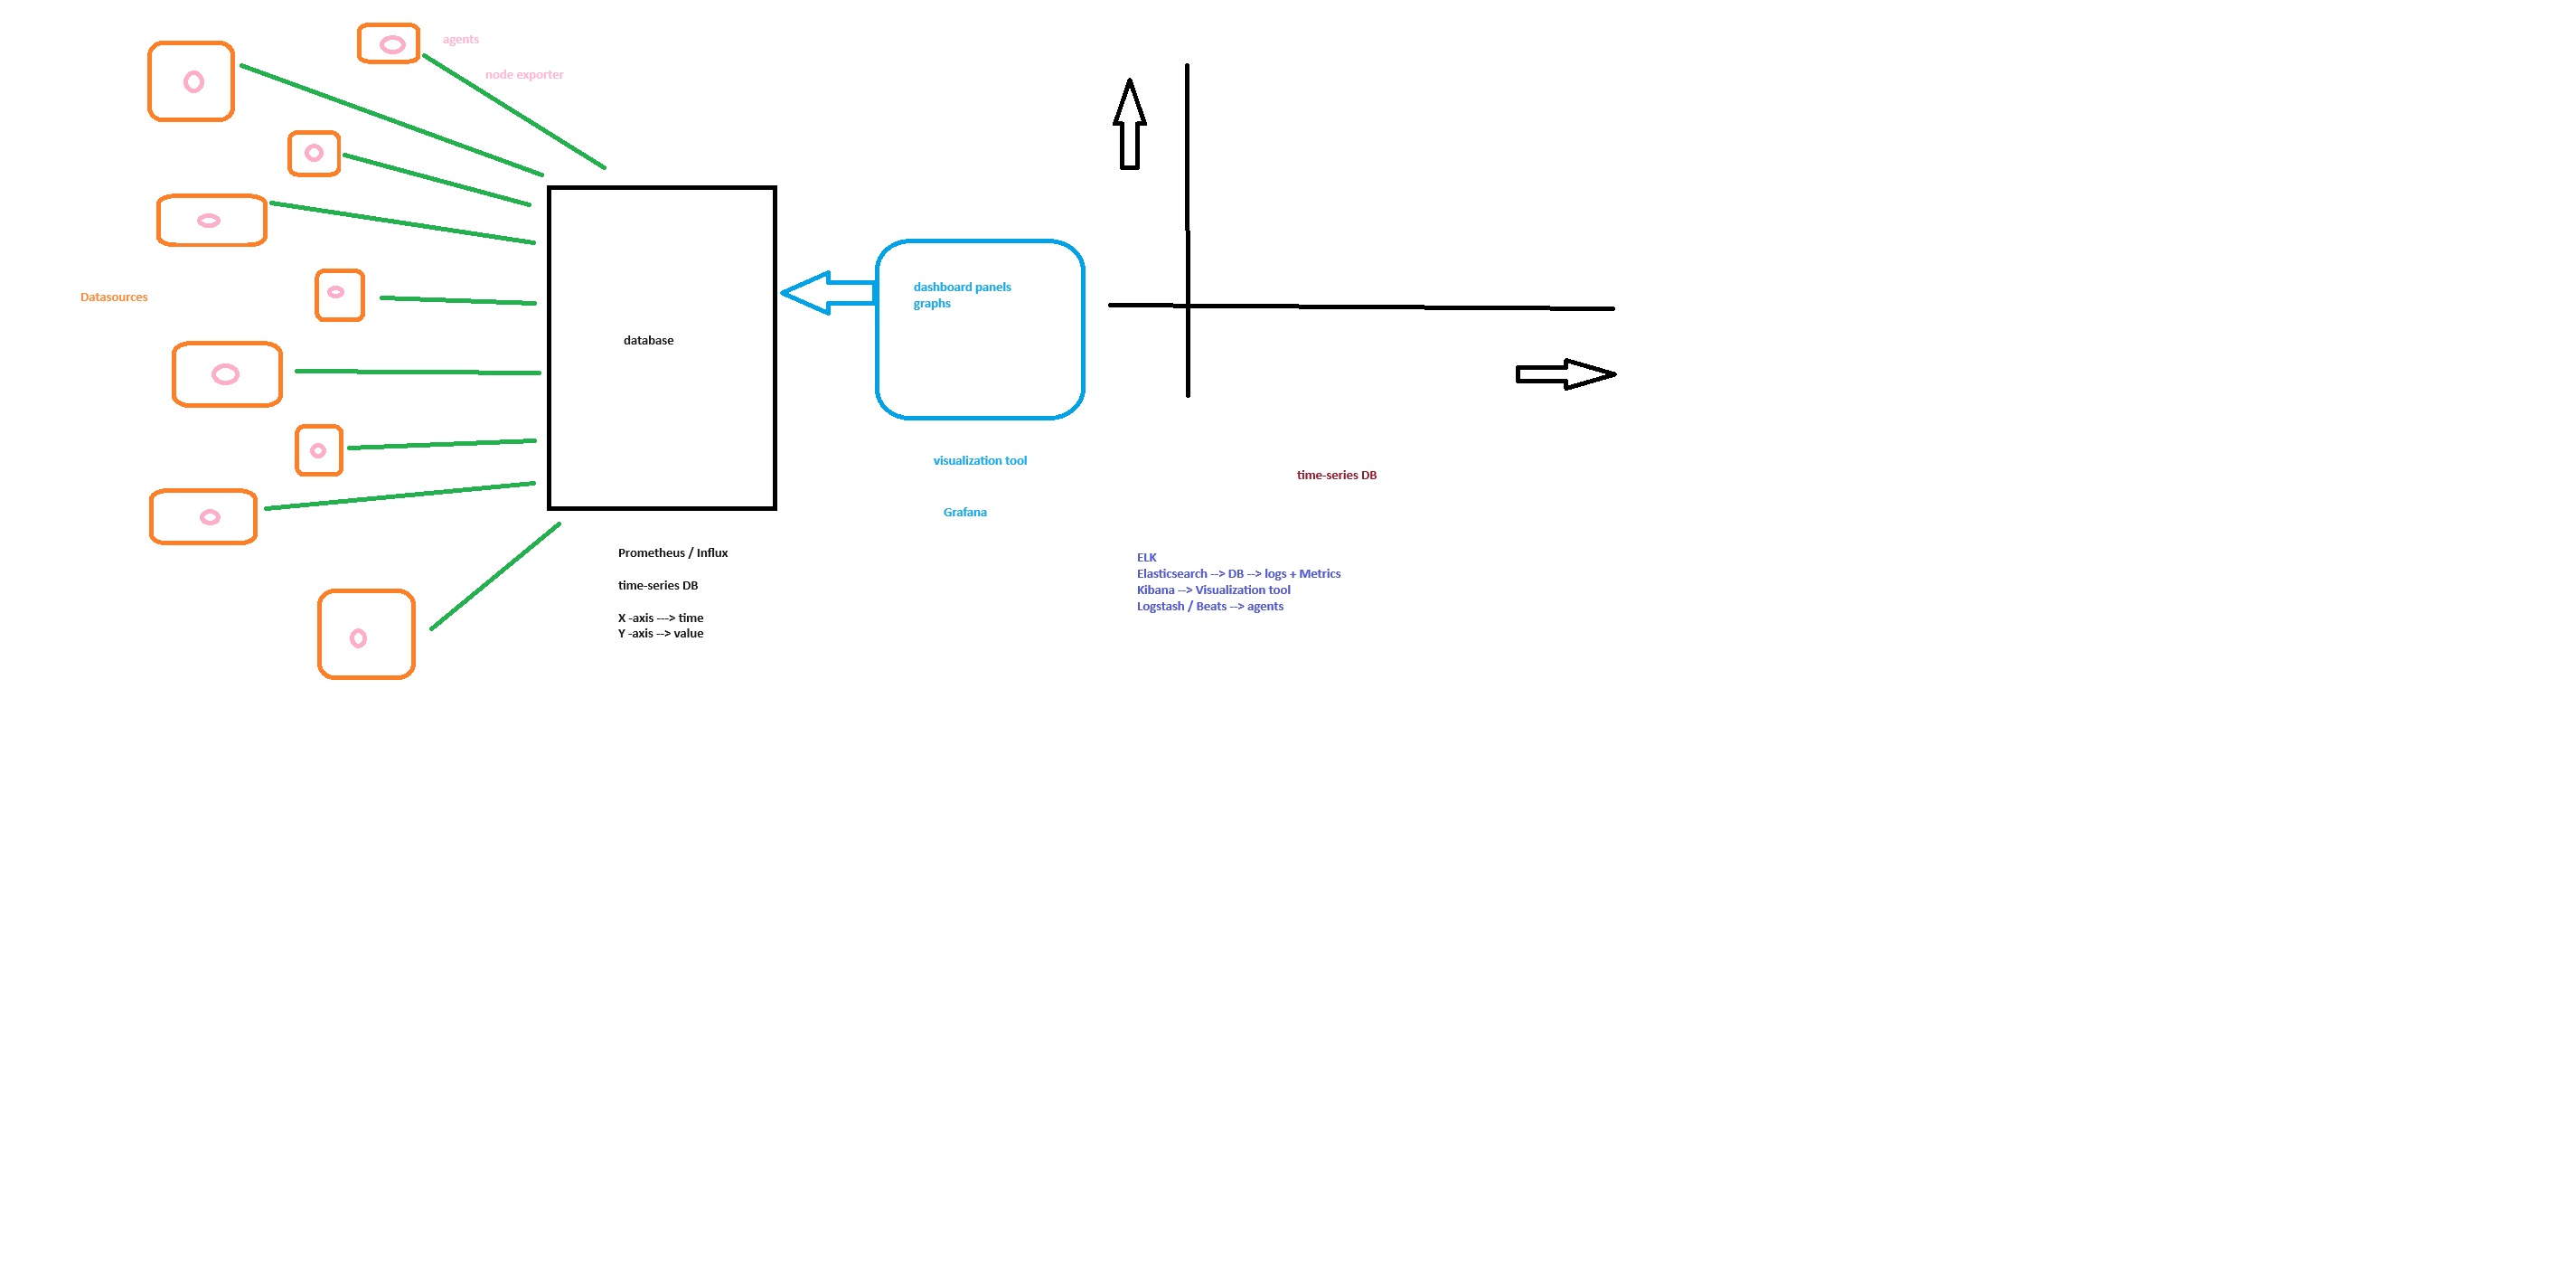 agents
node exporter
Datasources
database
dashboard panels
graphs
visualization tool
Grafana
time-series DB
Prometheus / Influx
time-series DB
X -axis ---> time
Y -axis --> value
ELK
Elasticsearch --> DB --> logs + Metrics
Kibana --> Visualization tool
Logstash / Beats --> agents